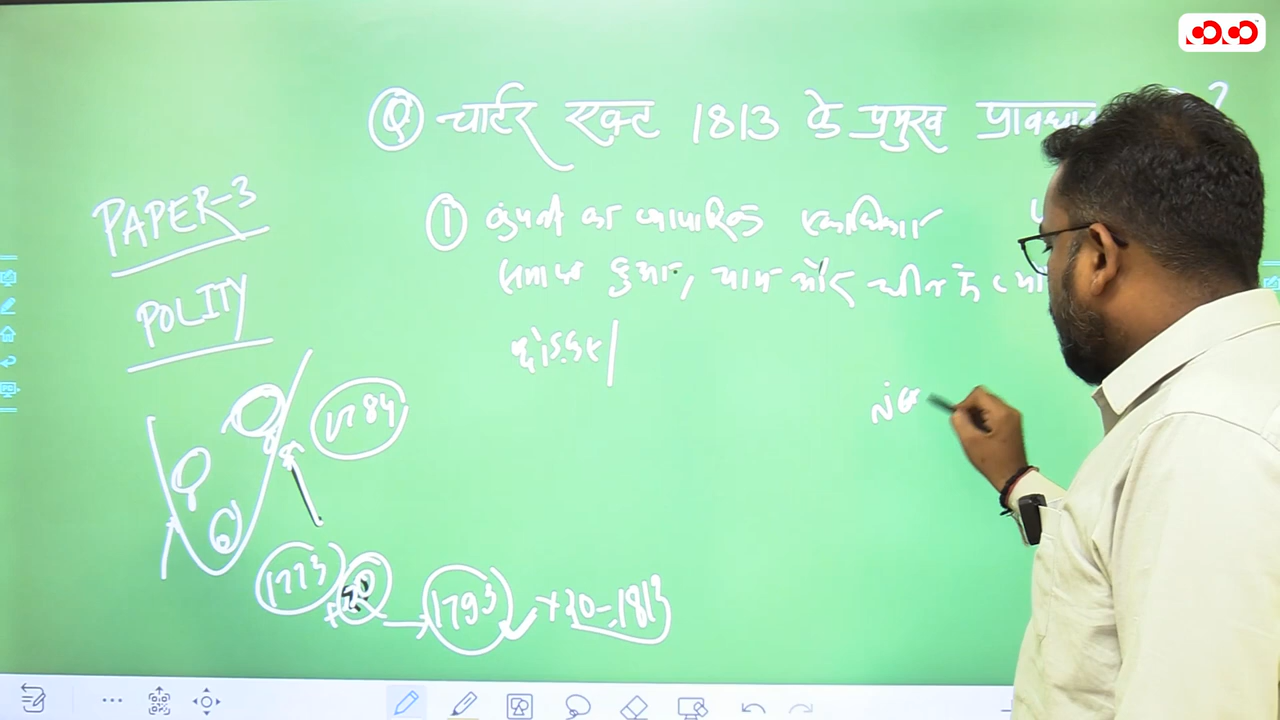 Q चार्टर एक्ट 1813 के प्रमुख प्रावधान ?
① कंपनी का व्यापारिक एकाधिकार
समाप्त हुआ, चाय और चीन के
छोड़कर।
PAPER-3
POLITY
1784
1773 + 20 → 1793 +20=1813